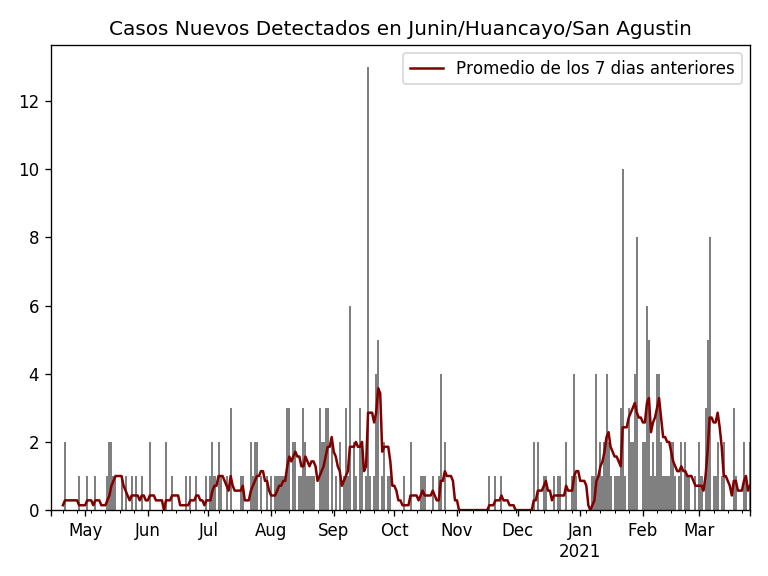 Casos Nuevos Detectados en Junin/Huancayo/San Agustin
Promedio de los 7 dias anteriores
12
10
8
6
4
2
0
May Jun Jul Aug Sep Oct Nov Dec Jan Feb Mar
2021